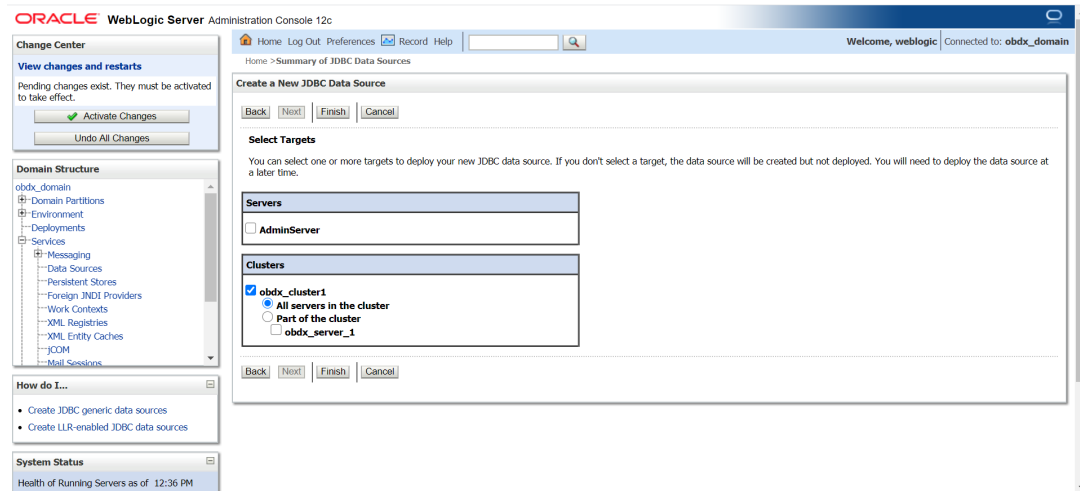 ORACLE WebLogic Server Administration Console 12c
Change Center
View changes and restarts
Pending changes exist. They must be activated
to take effect.
Activate Changes
Undo All Changes
Domain Structure
obdx_domain
Domain Partitions
Environment
Deployments
Services
Messaging
Data Sources
Persistent Stores
Foreign JNDI Providers
Work Contexts
XML Registries
XML Entity Caches
jCOM
Mail Sessions
How do I...
Create JDBC generic data sources
Create LLR-enabled JDBC data sources
System Status
Health of Running Servers as of 12:36 PM
Home Log Out Preferences Record Help
Welcome, weblogic Connected to: obdx_domain
Home >Summary of JDBC Data Sources
Create a New JDBC Data Source
Back Next Finish Cancel
Select Targets
You can select one or more targets to deploy your new JDBC data source. If you don't select a target, the data source will be created but not deployed. You will need to deploy the data source at
a later time.
Servers
AdminServer
Clusters
obdx_cluster1
All servers in the cluster
Part of the cluster
obdx_server_1
Back Next Finish Cancel